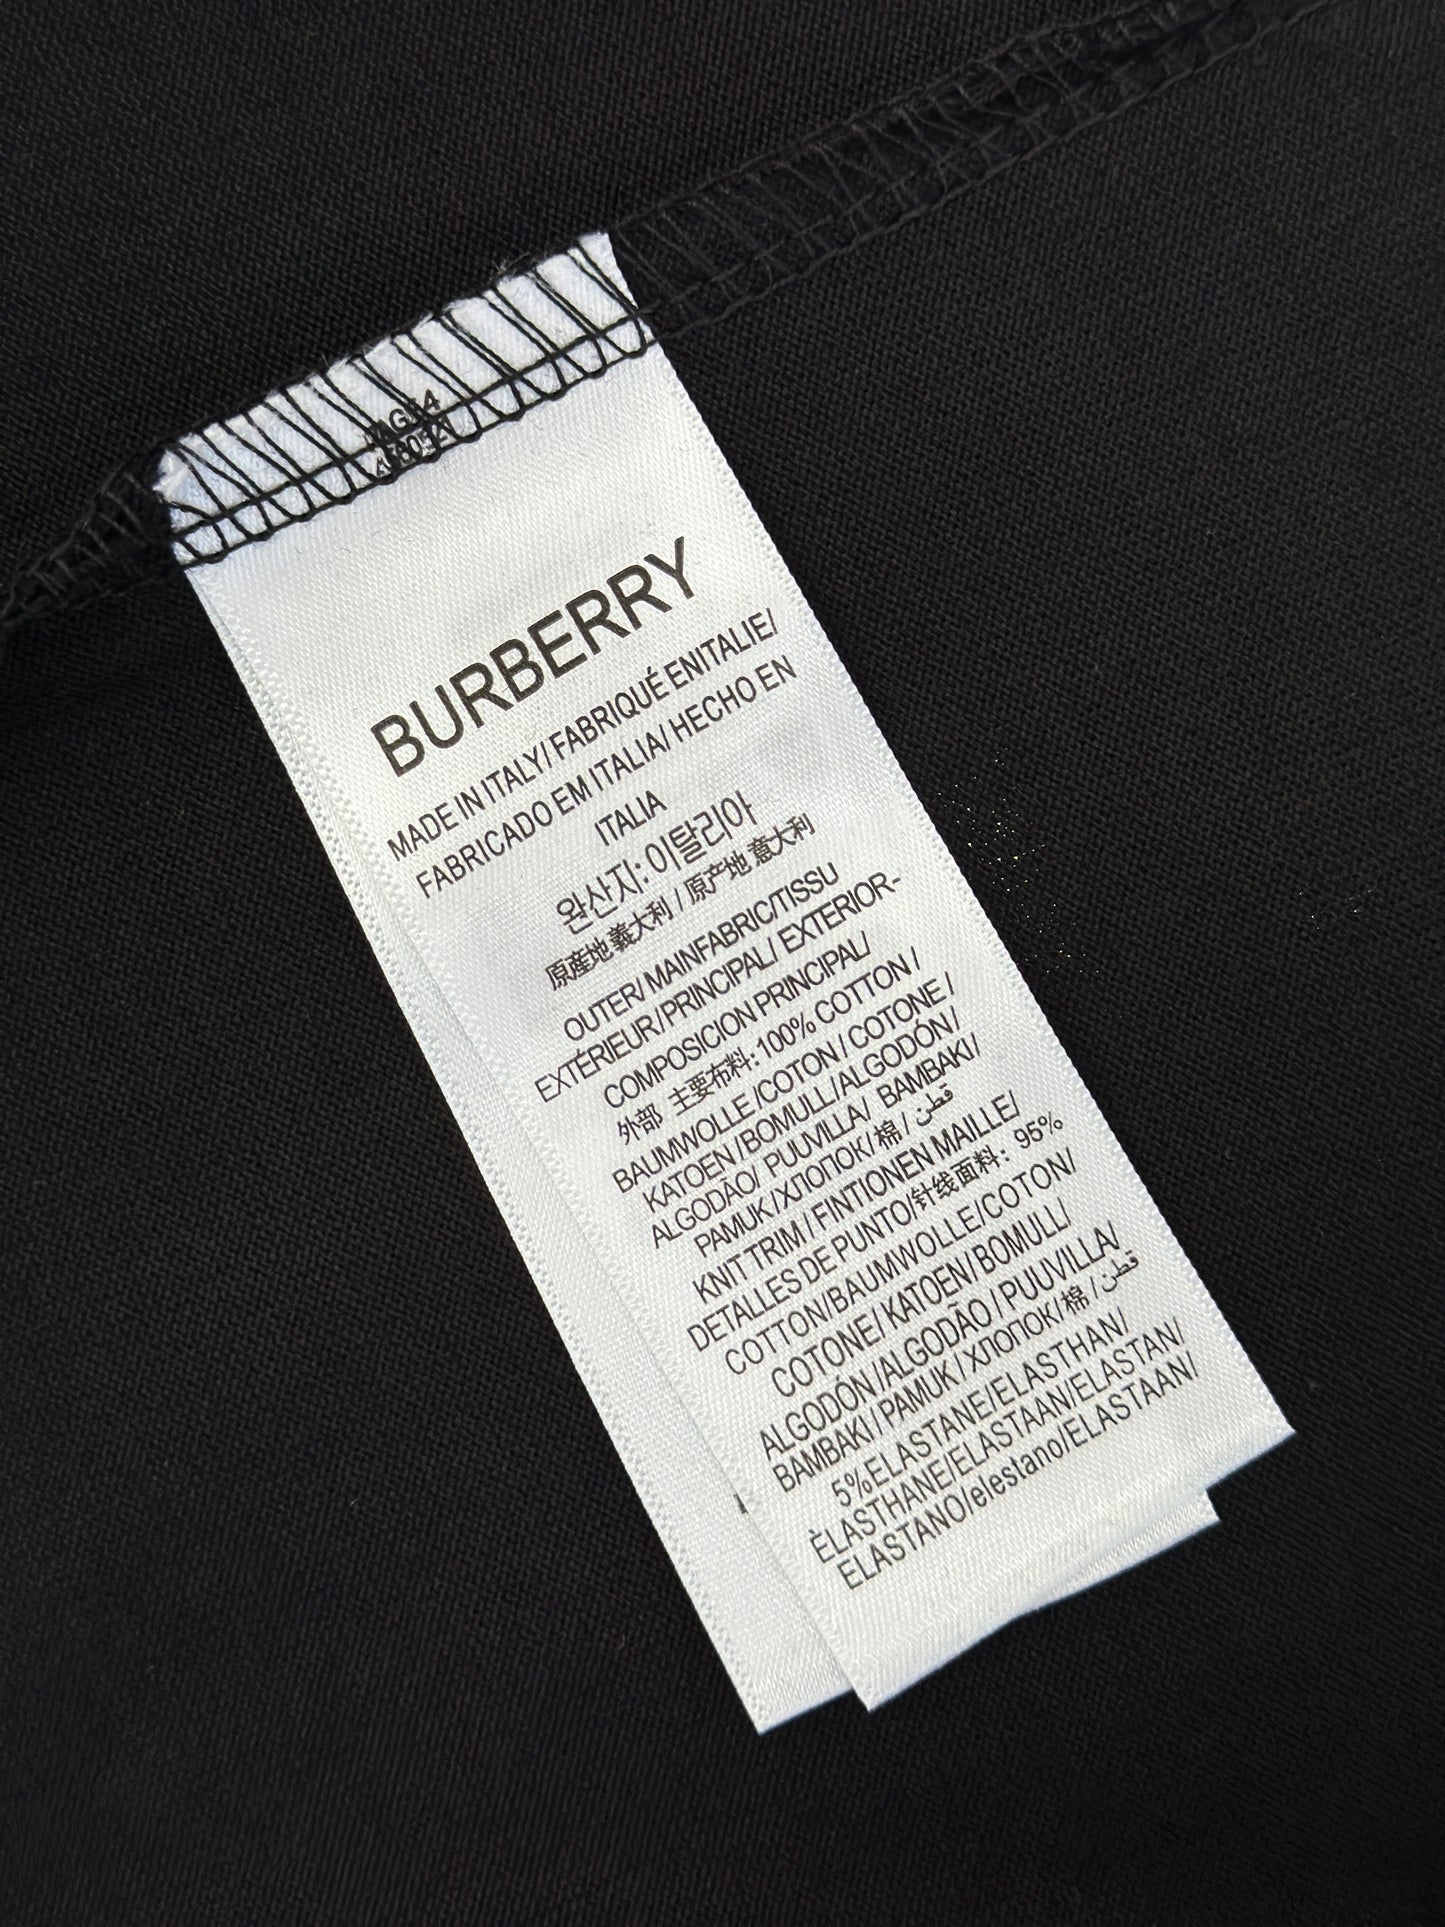 BURBERRY
MADE IN ITALY/ FABRIQUÉ ENITALIE/
FABRICADO EM ITALIA/ HECHO EN
ITALIA
완산지: 이탈리아
原産地 義大利 / 原产地 意大利
OUTER/ MAINFABRIC/TISSU
EXTÉRIEUR/PRINCIPAL/ EXTERIOR-
COMPOSICION PRINCIPAL/
外部 主要布料: 100% COTTON /
BAUMWOLLE /COTON / COTONE /
KATOEN / BOMULL /ALGODÓN /
ALGODÃO/ PUUVILLA/ BAMBAKI /
PAMUK / ХЛОПОК / 棉 / قطن /
KNIT TRIM / FINTIONEN MAILLE/
DETALLES DE PUNTO/针线面料: 95%
COTTON/BAUMWOLLE/COTON/
COTONE/ KATOEN/ BOMULL/
ALGODÓN /ALGODÃO / PUUVILLA/
BAMBAKI / PAMUK / ХЛОПОК/ 棉 / قطن/
5%ELASTANE/ELASTHAN/
ÈLASTHANE/ELASTAAN/ELASTAN/
ELASTANO/elestano/ELASTAAN/